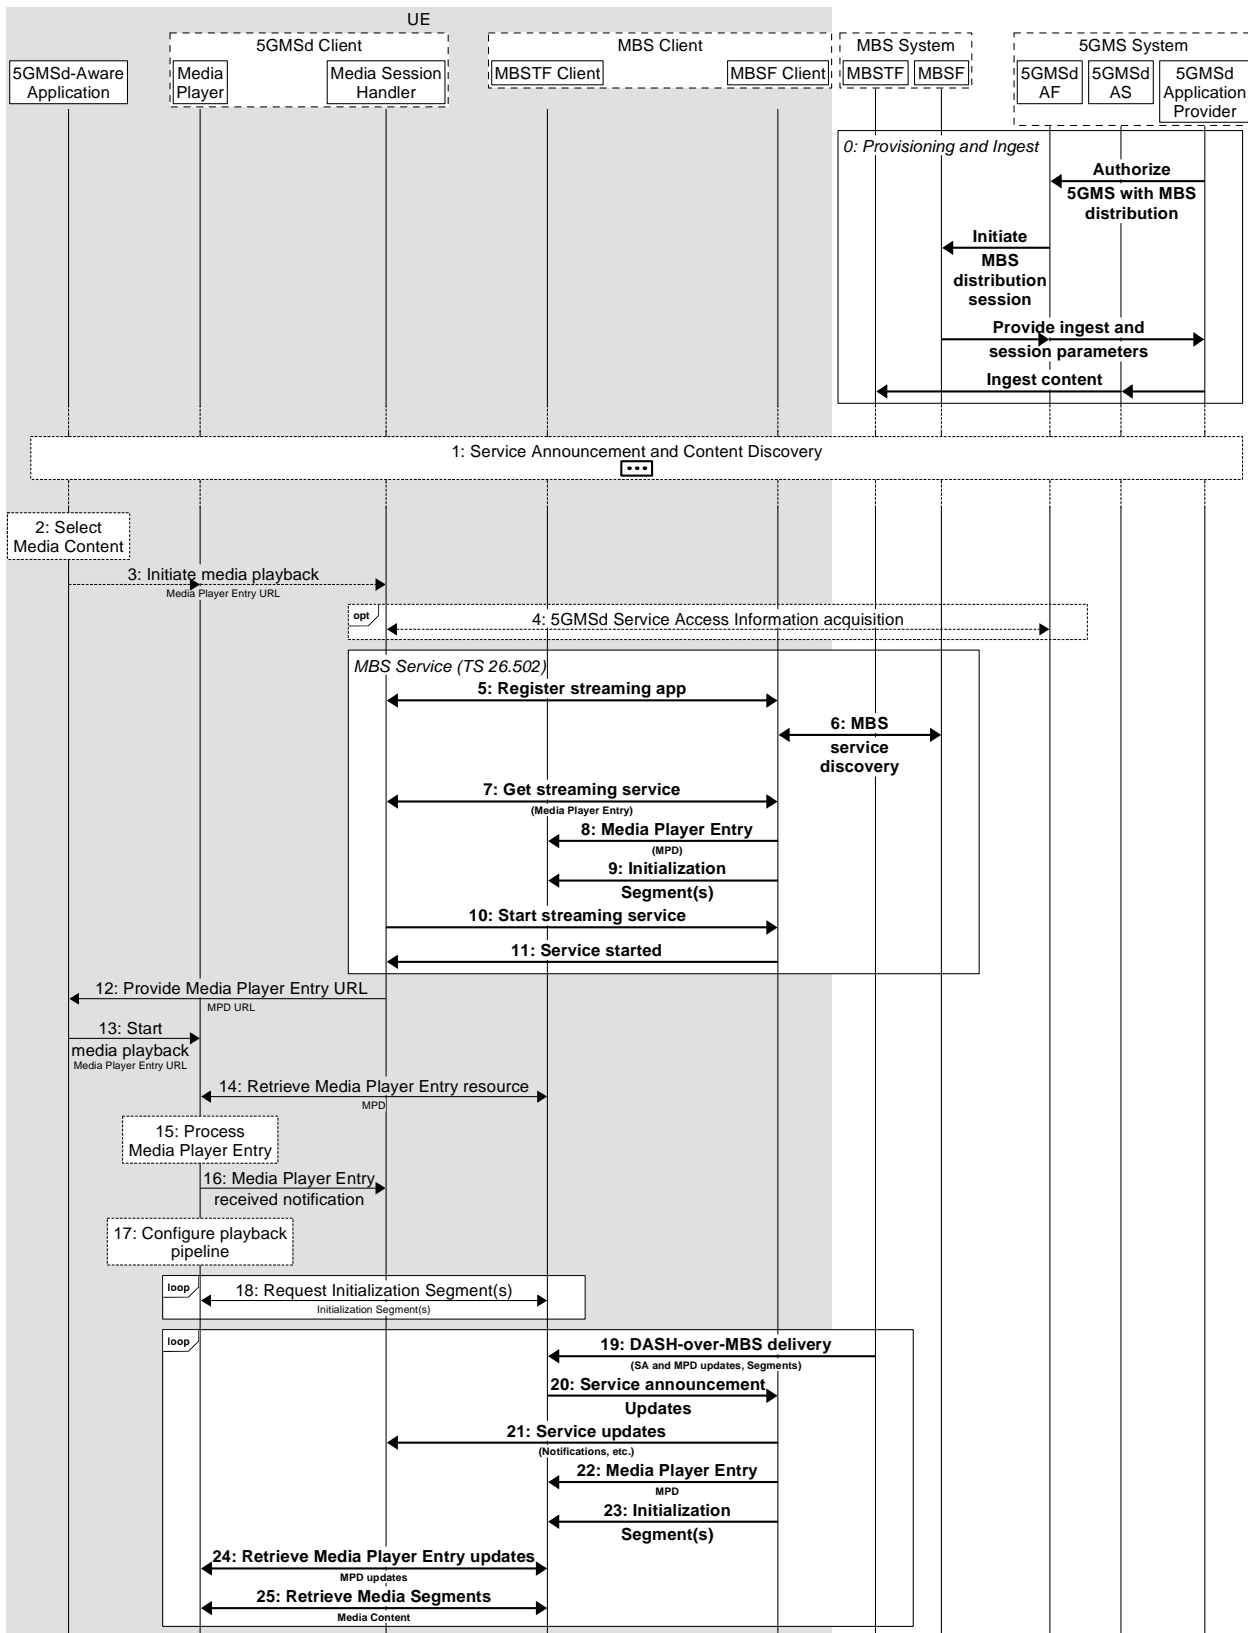 UE
5GMSd Client
MBS Client
MBS System
5GMS System
5GMSd-Aware
Application
Media
Player
Media Session
Handler
MBSTF Client
MBSF Client
MBSTF
MBSF
5GMSd
AF
5GMSd
AS
5GMSd
Application
Provider
0: Provisioning and Ingest
Authorize
5GMS with MBS
distribution
Initiate
MBS
distribution
session
Provide ingest and
session parameters
Ingest content
1: Service Announcement and Content Discovery
2: Select
Media Content
3: Initiate media playback
Media Player Entry URL
opt
4: 5GMSd Service Access Information acquisition
MBS Service (TS 26.502)
5: Register streaming app
6: MBS
service
discovery
7: Get streaming service
(Media Player Entry)
8: Media Player Entry
(MPD)
9: Initialization
Segment(s)
10: Start streaming service
11: Service started
12: Provide Media Player Entry URL
MPD URL
13: Start
media playback
Media Player Entry URL
14: Retrieve Media Player Entry resource
MPD
15: Process
Media Player Entry
16: Media Player Entry
received notification
17: Configure playback
pipeline
loop
18: Request Initialization Segment(s)
Initialization Segment(s)
loop
19: DASH-over-MBS delivery
(SA and MPD updates, Segments)
20: Service announcement
Updates
21: Service updates
(Notifications, etc.)
22: Media Player Entry
MPD
23: Initialization
Segment(s)
24: Retrieve Media Player Entry updates
MPD updates
25: Retrieve Media Segments
Media Content